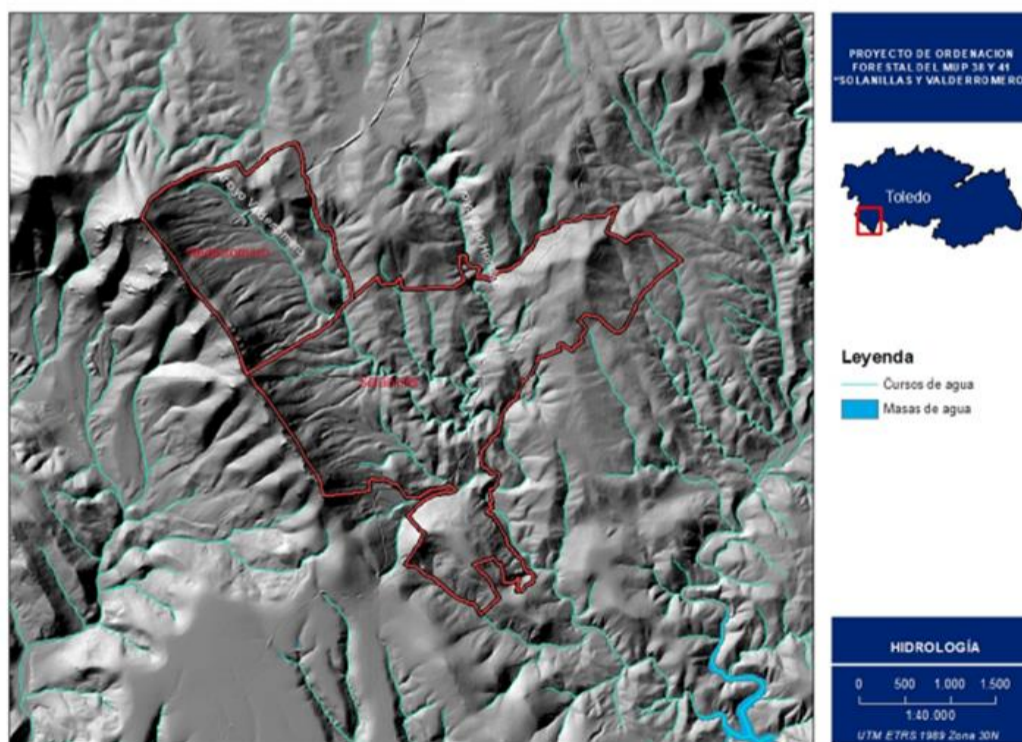 PROYECTO DE ORDENACION
FORESTAL DEL MUP 38 Y 41
"SOLANILLAS Y VALDERROMERO
Toledo
Leyenda
Cursos de agua
Masas de agua
HIDROLOGÍA
0 500 1.000 1.500
1:40.000
UTM ETRS 1989 Zona 30N